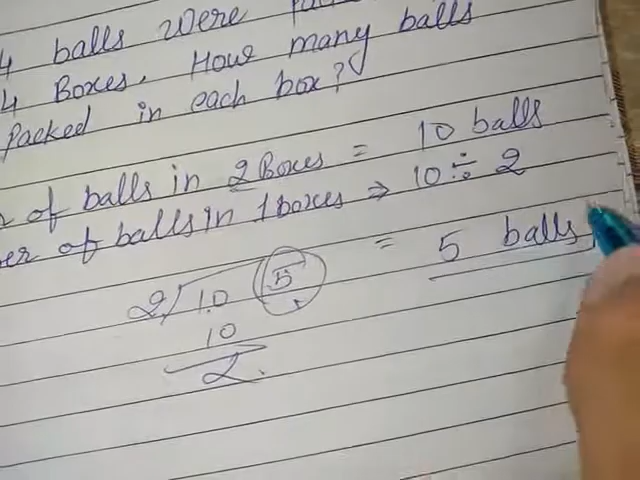 4 balls were
4 Boxes. How many balls
Packed in each box?
of balls in 2 Boxes = 10 balls
of balls in 1 boxes ⇒ 10 ÷ 2
= 5 balls
2) 10 (5
10
2.